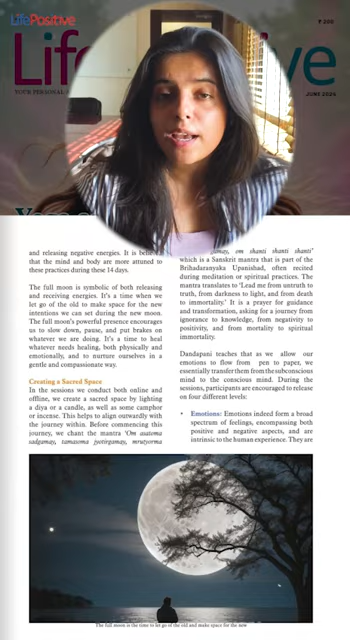 LifePositive
₹ 200
Life
ive
YOUR PERSONAL
JUNE 2024
and releasing negative energies. It is believed
that the mind and body are more attuned to
these practices during these 14 days.
The full moon is symbolic of both releasing
and receiving energies. It's a time when we
let go of the old to make space for the new
intentions we can set during the new moon.
The full moon's powerful presence encourages
us to slow down, pause, and put brakes on
whatever we are doing. It's a time to heal
whatever needs healing, both physically and
emotionally, and to nurture ourselves in a
gentle and compassionate way.
Creating a Sacred Space
In the sessions we conduct both online and
offline, we create a sacred space by lighting
a diya or a candle, as well as some camphor
or incense. This helps to align outwardly with
the journey within. Before commencing this
journey, we chant the mantra 'Om asatoma
sadgamay, tamasoma jyotirgamay, mrutyorma
gamay, om shanti shanti shanti'
which is a Sanskrit mantra that is part of the
Brihadaranyaka Upanishad, often recited
during meditation or spiritual practices. The
mantra translates to 'Lead me from untruth to
truth, from darkness to light, and from death
to immortality.' It is a prayer for guidance
and transformation, asking for a journey from
ignorance to knowledge, from negativity to
positivity, and from mortality to spiritual
immortality.
Dandapani teaches that as we allow our
emotions to flow from pen to paper, we
essentially transfer them from the subconscious
mind to the conscious mind. During the
sessions, participants are encouraged to release
on four different levels:
• Emotions: Emotions indeed form a broad
spectrum of feelings, encompassing both
positive and negative aspects, and are
intrinsic to the human experience. They are
The full moon is the time to let go of the old and make space for the new